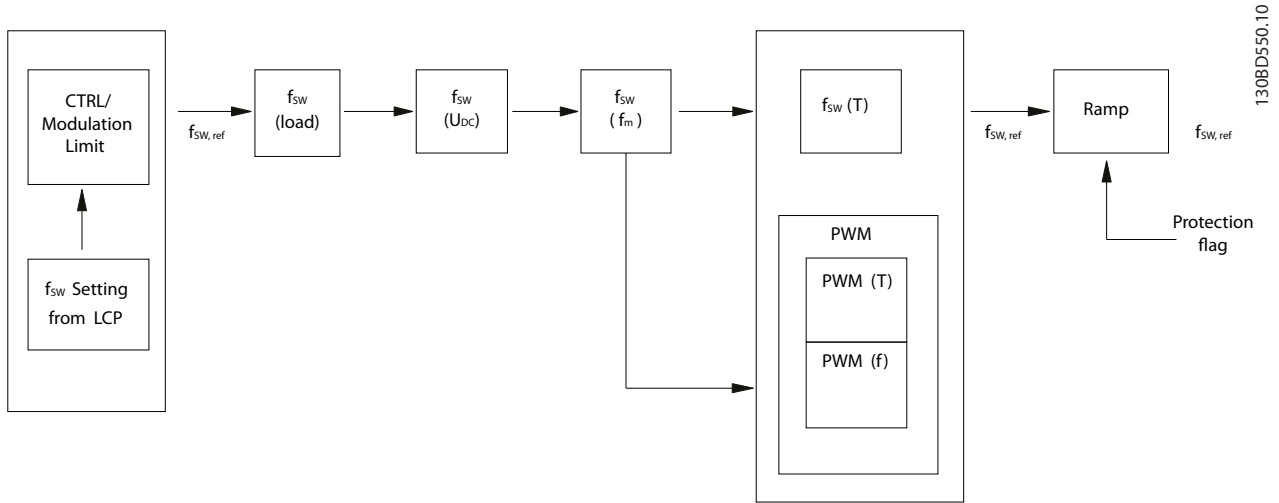 CTRL/
Modulation
Limit
fSW Setting
from LCP
fSW, ref
fSW
(load)
fSW
(UDC)
fSW
( fm )
fSW (T)
PWM
PWM (T)
PWM (f)
fSW, ref
Ramp
fSW, ref
Protection
flag
130BD550.10